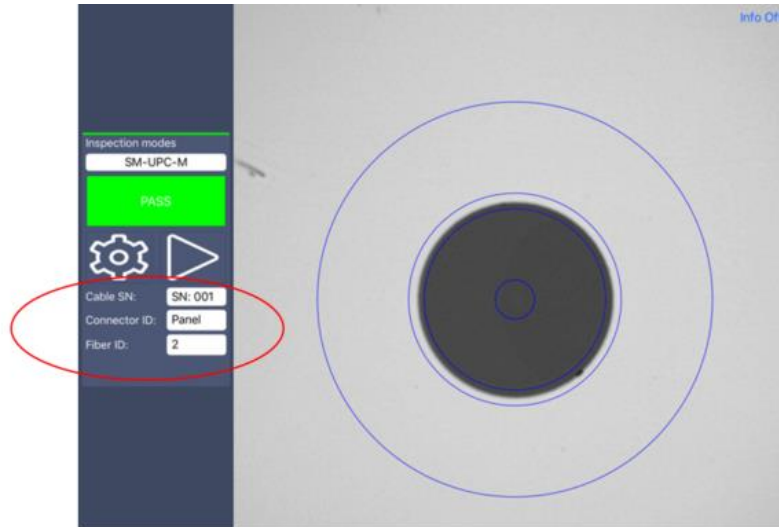 Info Of
Inspection modes
SM-UPC-M
PASS
Cable SN: SN: 001
Connector ID: Panel
Fiber ID: 2